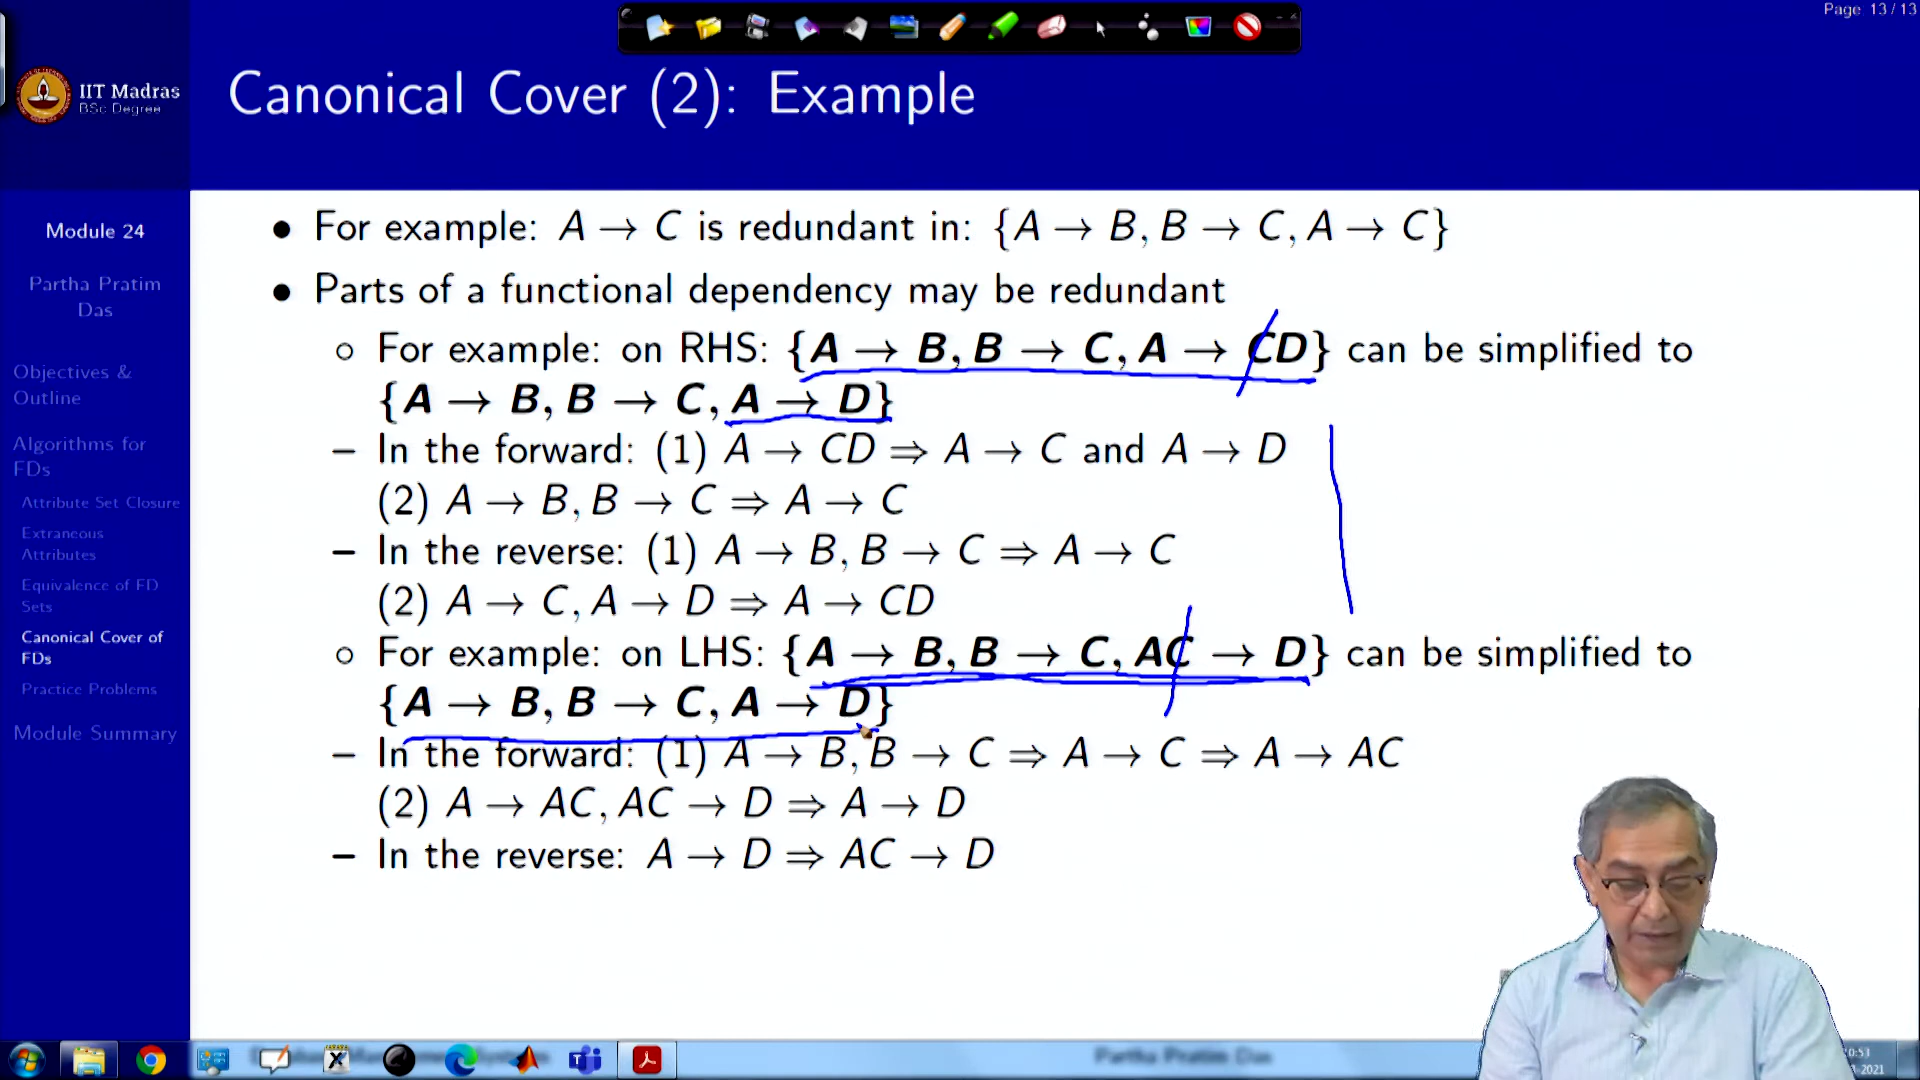 Page: 13 / 13
IIT Madras
BSc Degree
Canonical Cover (2): Example
Module 24
Partha Pratim
Das
Objectives &
Outline
Algorithms for
FDs
Attribute Set Closure
Extraneous
Attributes
Equivalence of FD
Sets
Canonical Cover of
FDs
Practice Problems
Module Summary
• For example: A → C is redundant in: {A → B, B → C, A → C}
• Parts of a functional dependency may be redundant
○ For example: on RHS: {A → B, B → C, A → CD} can be simplified to
{A → B, B → C, A → D}
– In the forward: (1) A → CD ⇒ A → C and A → D
(2) A → B, B → C ⇒ A → C
– In the reverse: (1) A → B, B → C ⇒ A → C
(2) A → C, A → D ⇒ A → CD
○ For example: on LHS: {A → B, B → C, AC → D} can be simplified to
{A → B, B → C, A → D}
– In the forward: (1) A → B, B → C ⇒ A → C ⇒ A → AC
(2) A → AC, AC → D ⇒ A → D
– In the reverse: A → D ⇒ AC → D
Partha Pratim Das